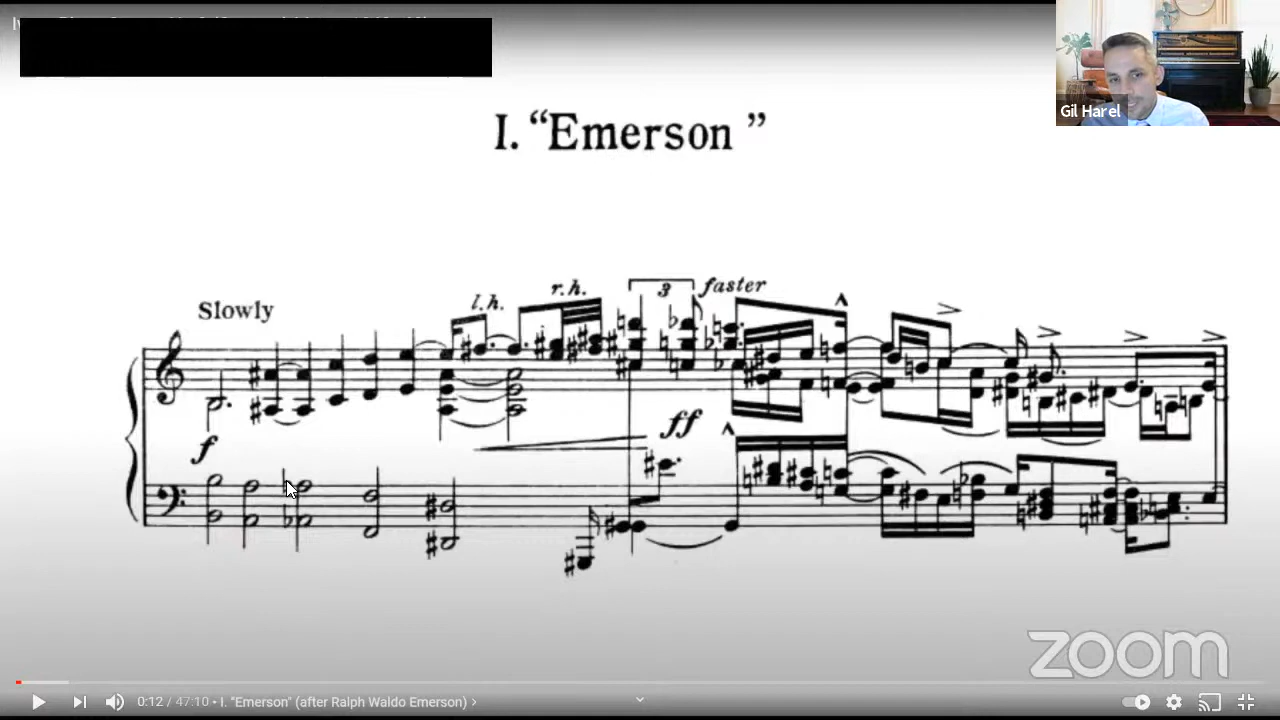 Gil Harel
I. “Emerson”
Slowly
l.h.
r.h.
3
faster
f
ff
zoom
0:12 / 47:10 • I. "Emerson" (after Ralph Waldo Emerson) >